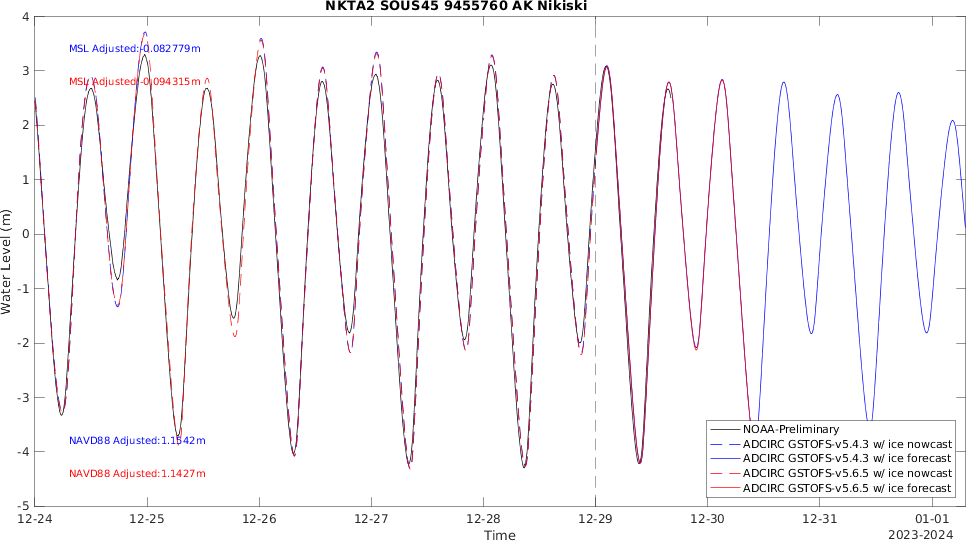 NKTA2 SOUS45 9455760 AK Nikiski
4
3
2
1
0
-1
-2
-3
-4
-5
Water Level (m)
MSL Adjusted:-0.082779m
MSL Adjusted:-0.094315m
NAVD88 Adjusted:1.1342m
NAVD88 Adjusted:1.1427m
NOAA-Preliminary
ADCIRC GSTOFS-v5.4.3 w/ ice nowcast
ADCIRC GSTOFS-v5.4.3 w/ ice forecast
ADCIRC GSTOFS-v5.6.5 w/ ice nowcast
ADCIRC GSTOFS-v5.6.5 w/ ice forecast
12-24 12-25 12-26 12-27 12-28 12-29 12-30 12-31 01-01
Time
2023-2024